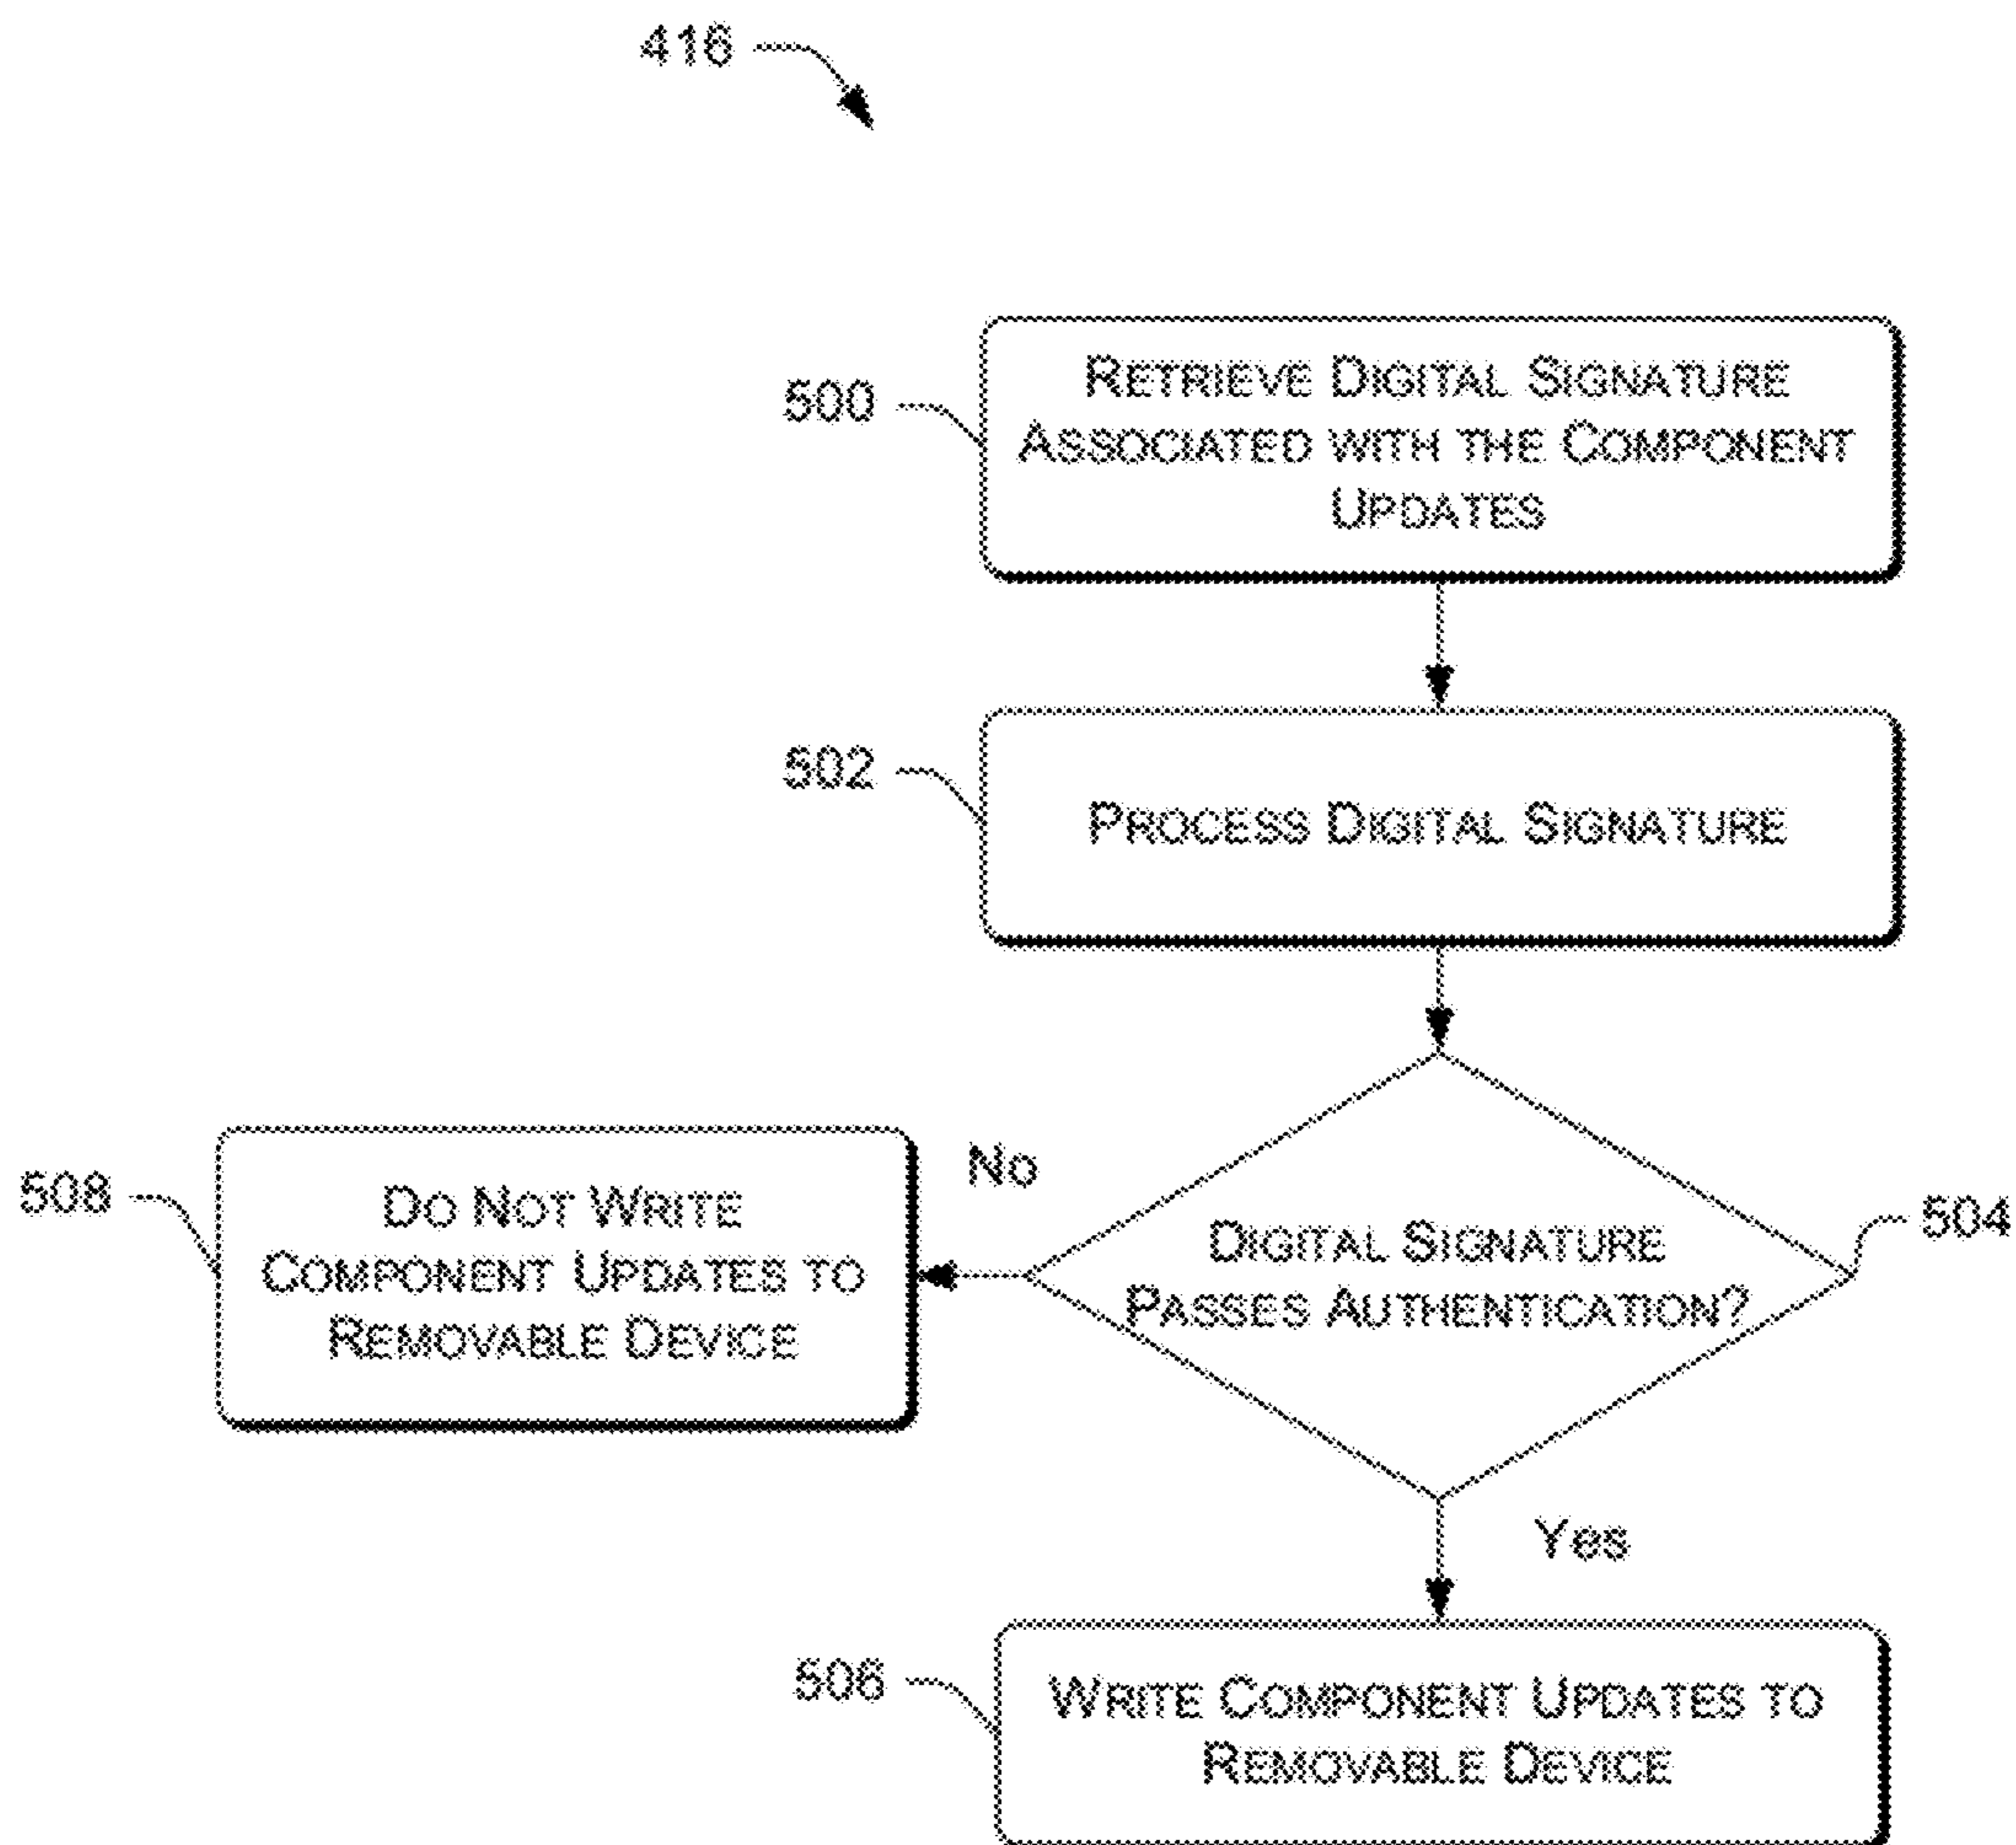 416
500
RETRIEVE DIGITAL SIGNATURE
ASSOCIATED WITH THE COMPONENT
UPDATES
502
PROCESS DIGITAL SIGNATURE
508
DO NOT WRITE
COMPONENT UPDATES TO
REMOVABLE DEVICE
No
DIGITAL SIGNATURE
PASSES AUTHENTICATION?
504
Yes
506
WRITE COMPONENT UPDATES TO
REMOVABLE DEVICE